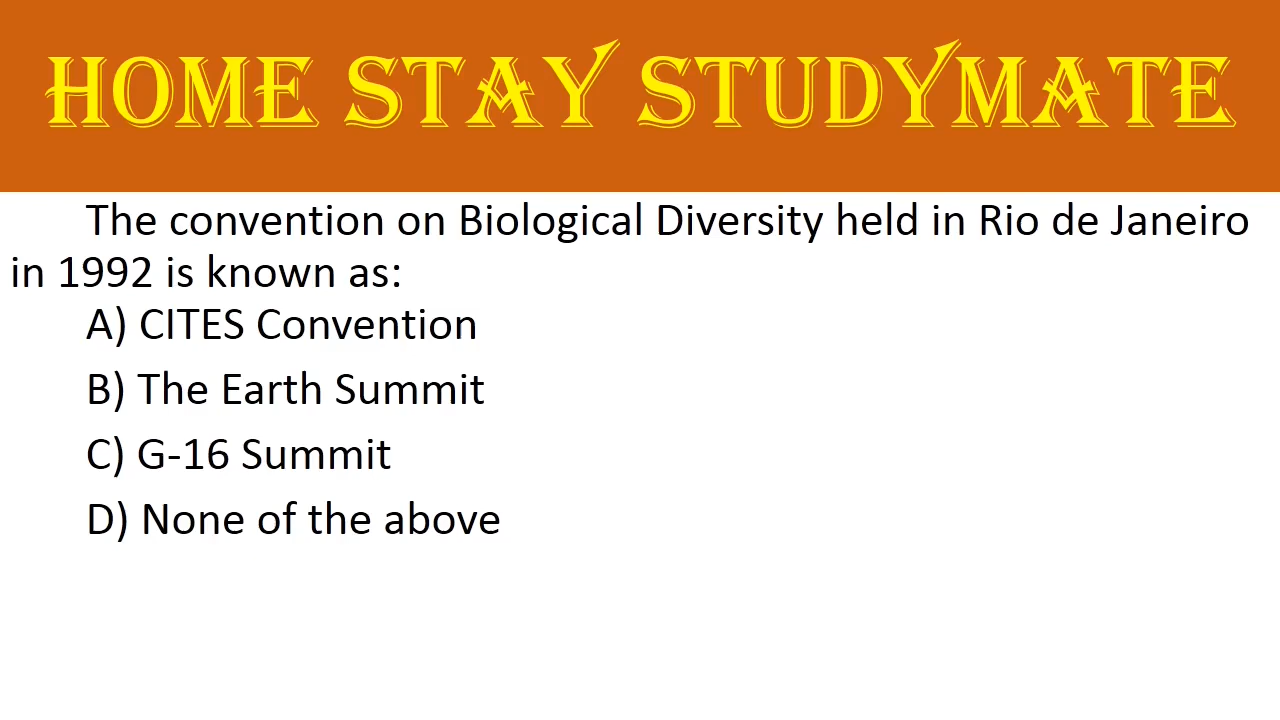 HOME STAY STUDYMATE
The convention on Biological Diversity held in Rio de Janeiro
in 1992 is known as:
A) CITES Convention
B) The Earth Summit
C) G-16 Summit
D) None of the above